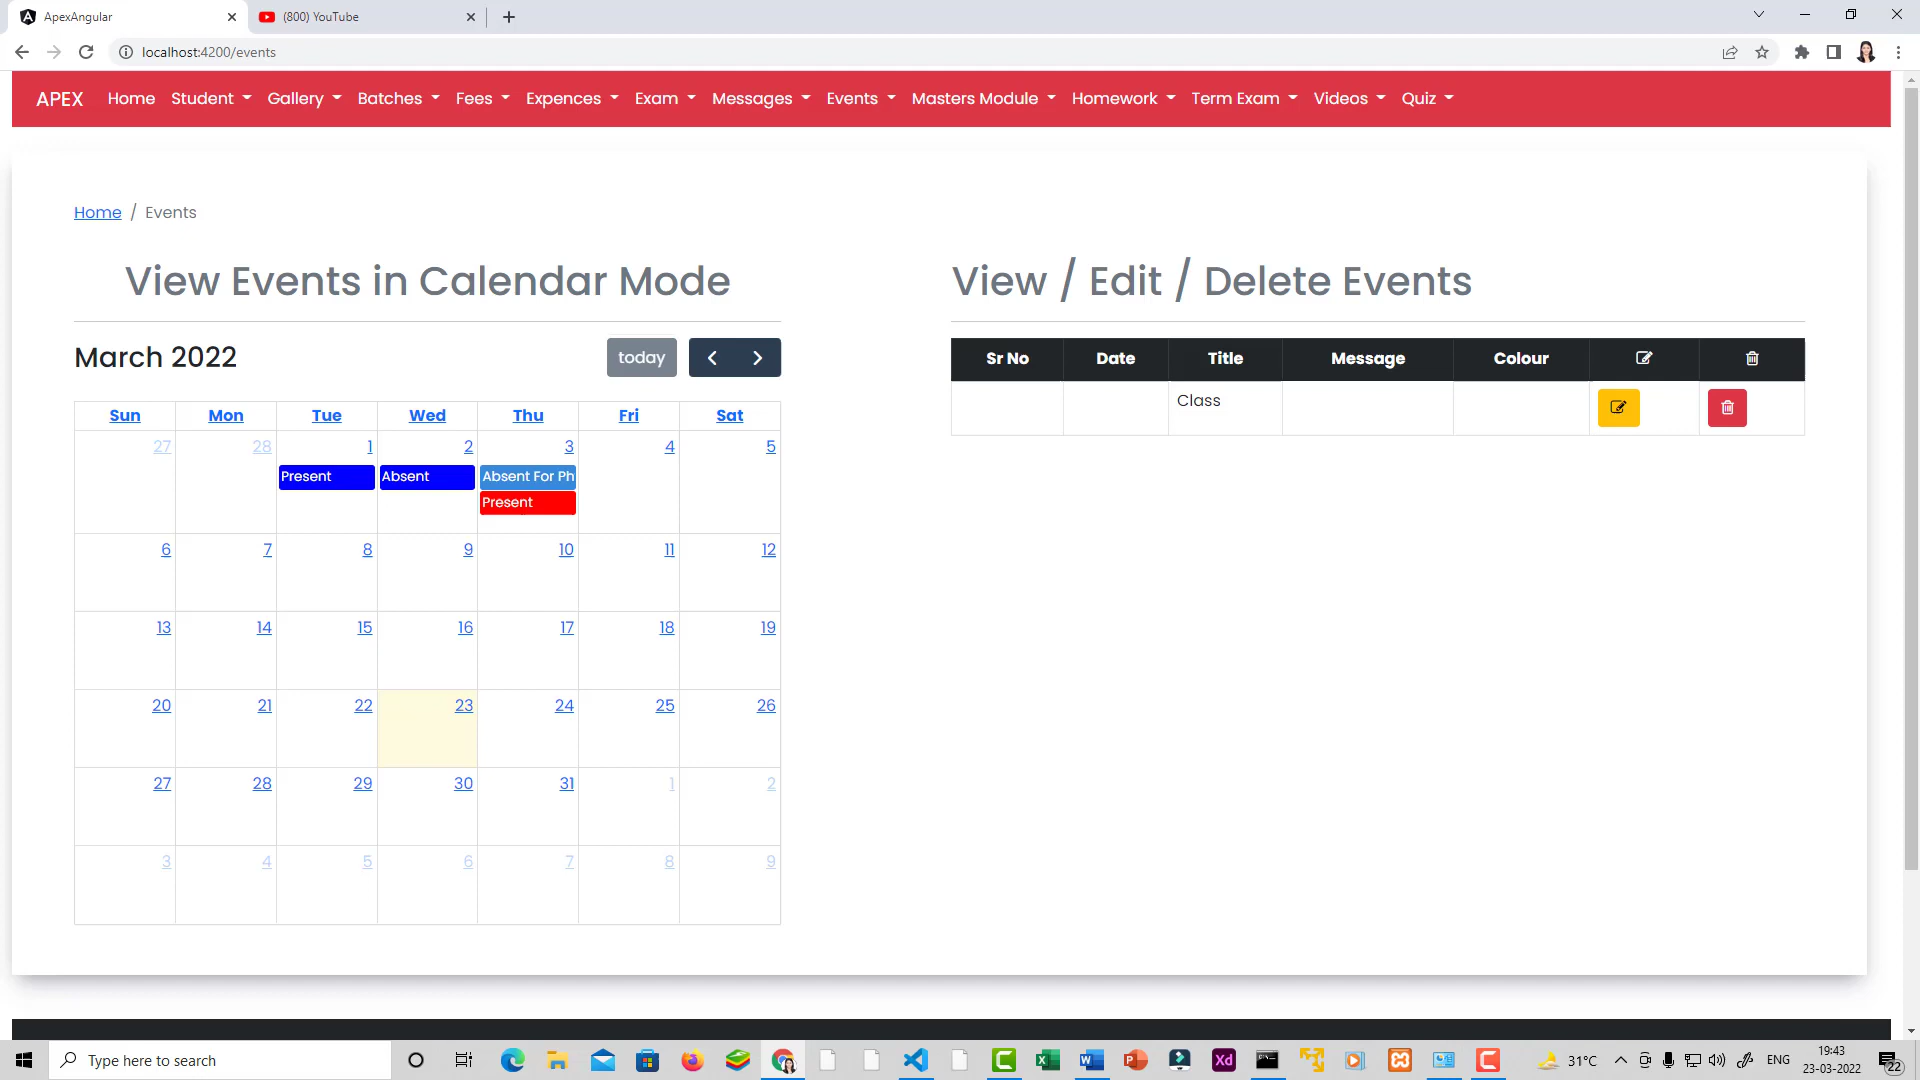 ApexAngular
(800) YouTube
localhost:4200/events
APEX Home Student Gallery Batches Fees Expences Exam Messages Events Masters Module Homework Term Exam Videos Quiz
Home / Events
View Events in Calendar Mode
March 2022
today
Sun Mon Tue Wed Thu Fri Sat
27 28 1 2 3 4 5
Present Absent Absent For Ph
Present
6 7 8 9 10 11 12
13 14 15 16 17 18 19
20 21 22 23 24 25 26
27 28 29 30 31 1 2
3 4 5 6 7 8 9
View / Edit / Delete Events
Sr No Date Title Message Colour
Class
Type here to search
Xd
31°C
ENG
19:43
23-03-2022
22